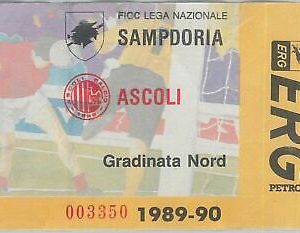 FIGC LEGA NAZIONALE
SAMPDORIA
ASCOLI
Gradinata Nord
003350 1989-90
ERG
ERG
PETRO